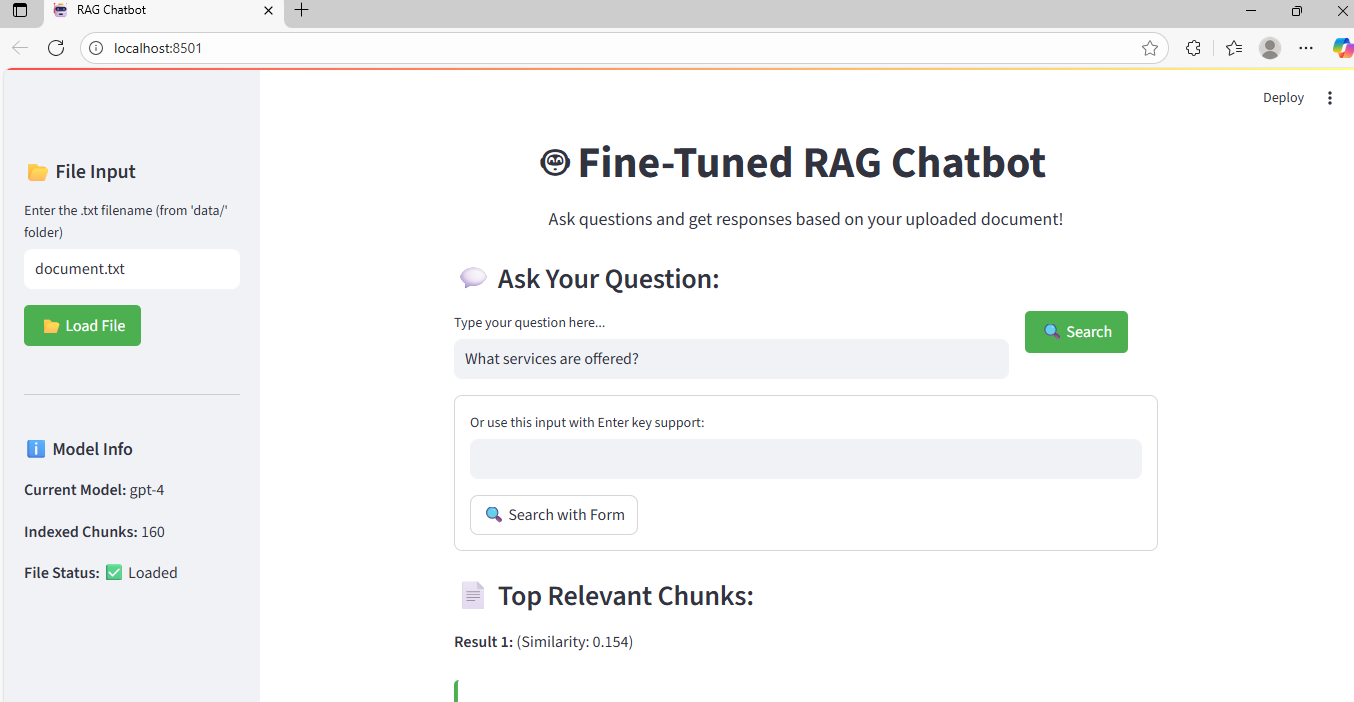 RAG Chatbot
localhost:8501
Deploy
File Input
Enter the .txt filename (from 'data/'
folder)
document.txt
Load File
Model Info
Current Model: gpt-4
Indexed Chunks: 160
File Status: ✅ Loaded
Fine-Tuned RAG Chatbot
Ask questions and get responses based on your uploaded document!
Ask Your Question:
Type your question here...
Search
What services are offered?
Or use this input with Enter key support:
Search with Form
Top Relevant Chunks:
Result 1: (Similarity: 0.154)